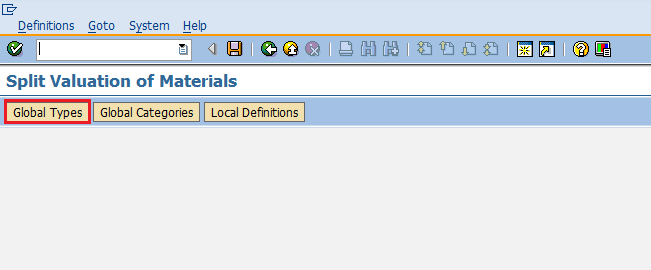 Definitions Goto System Help
Split Valuation of Materials
Global Types Global Categories Local Definitions